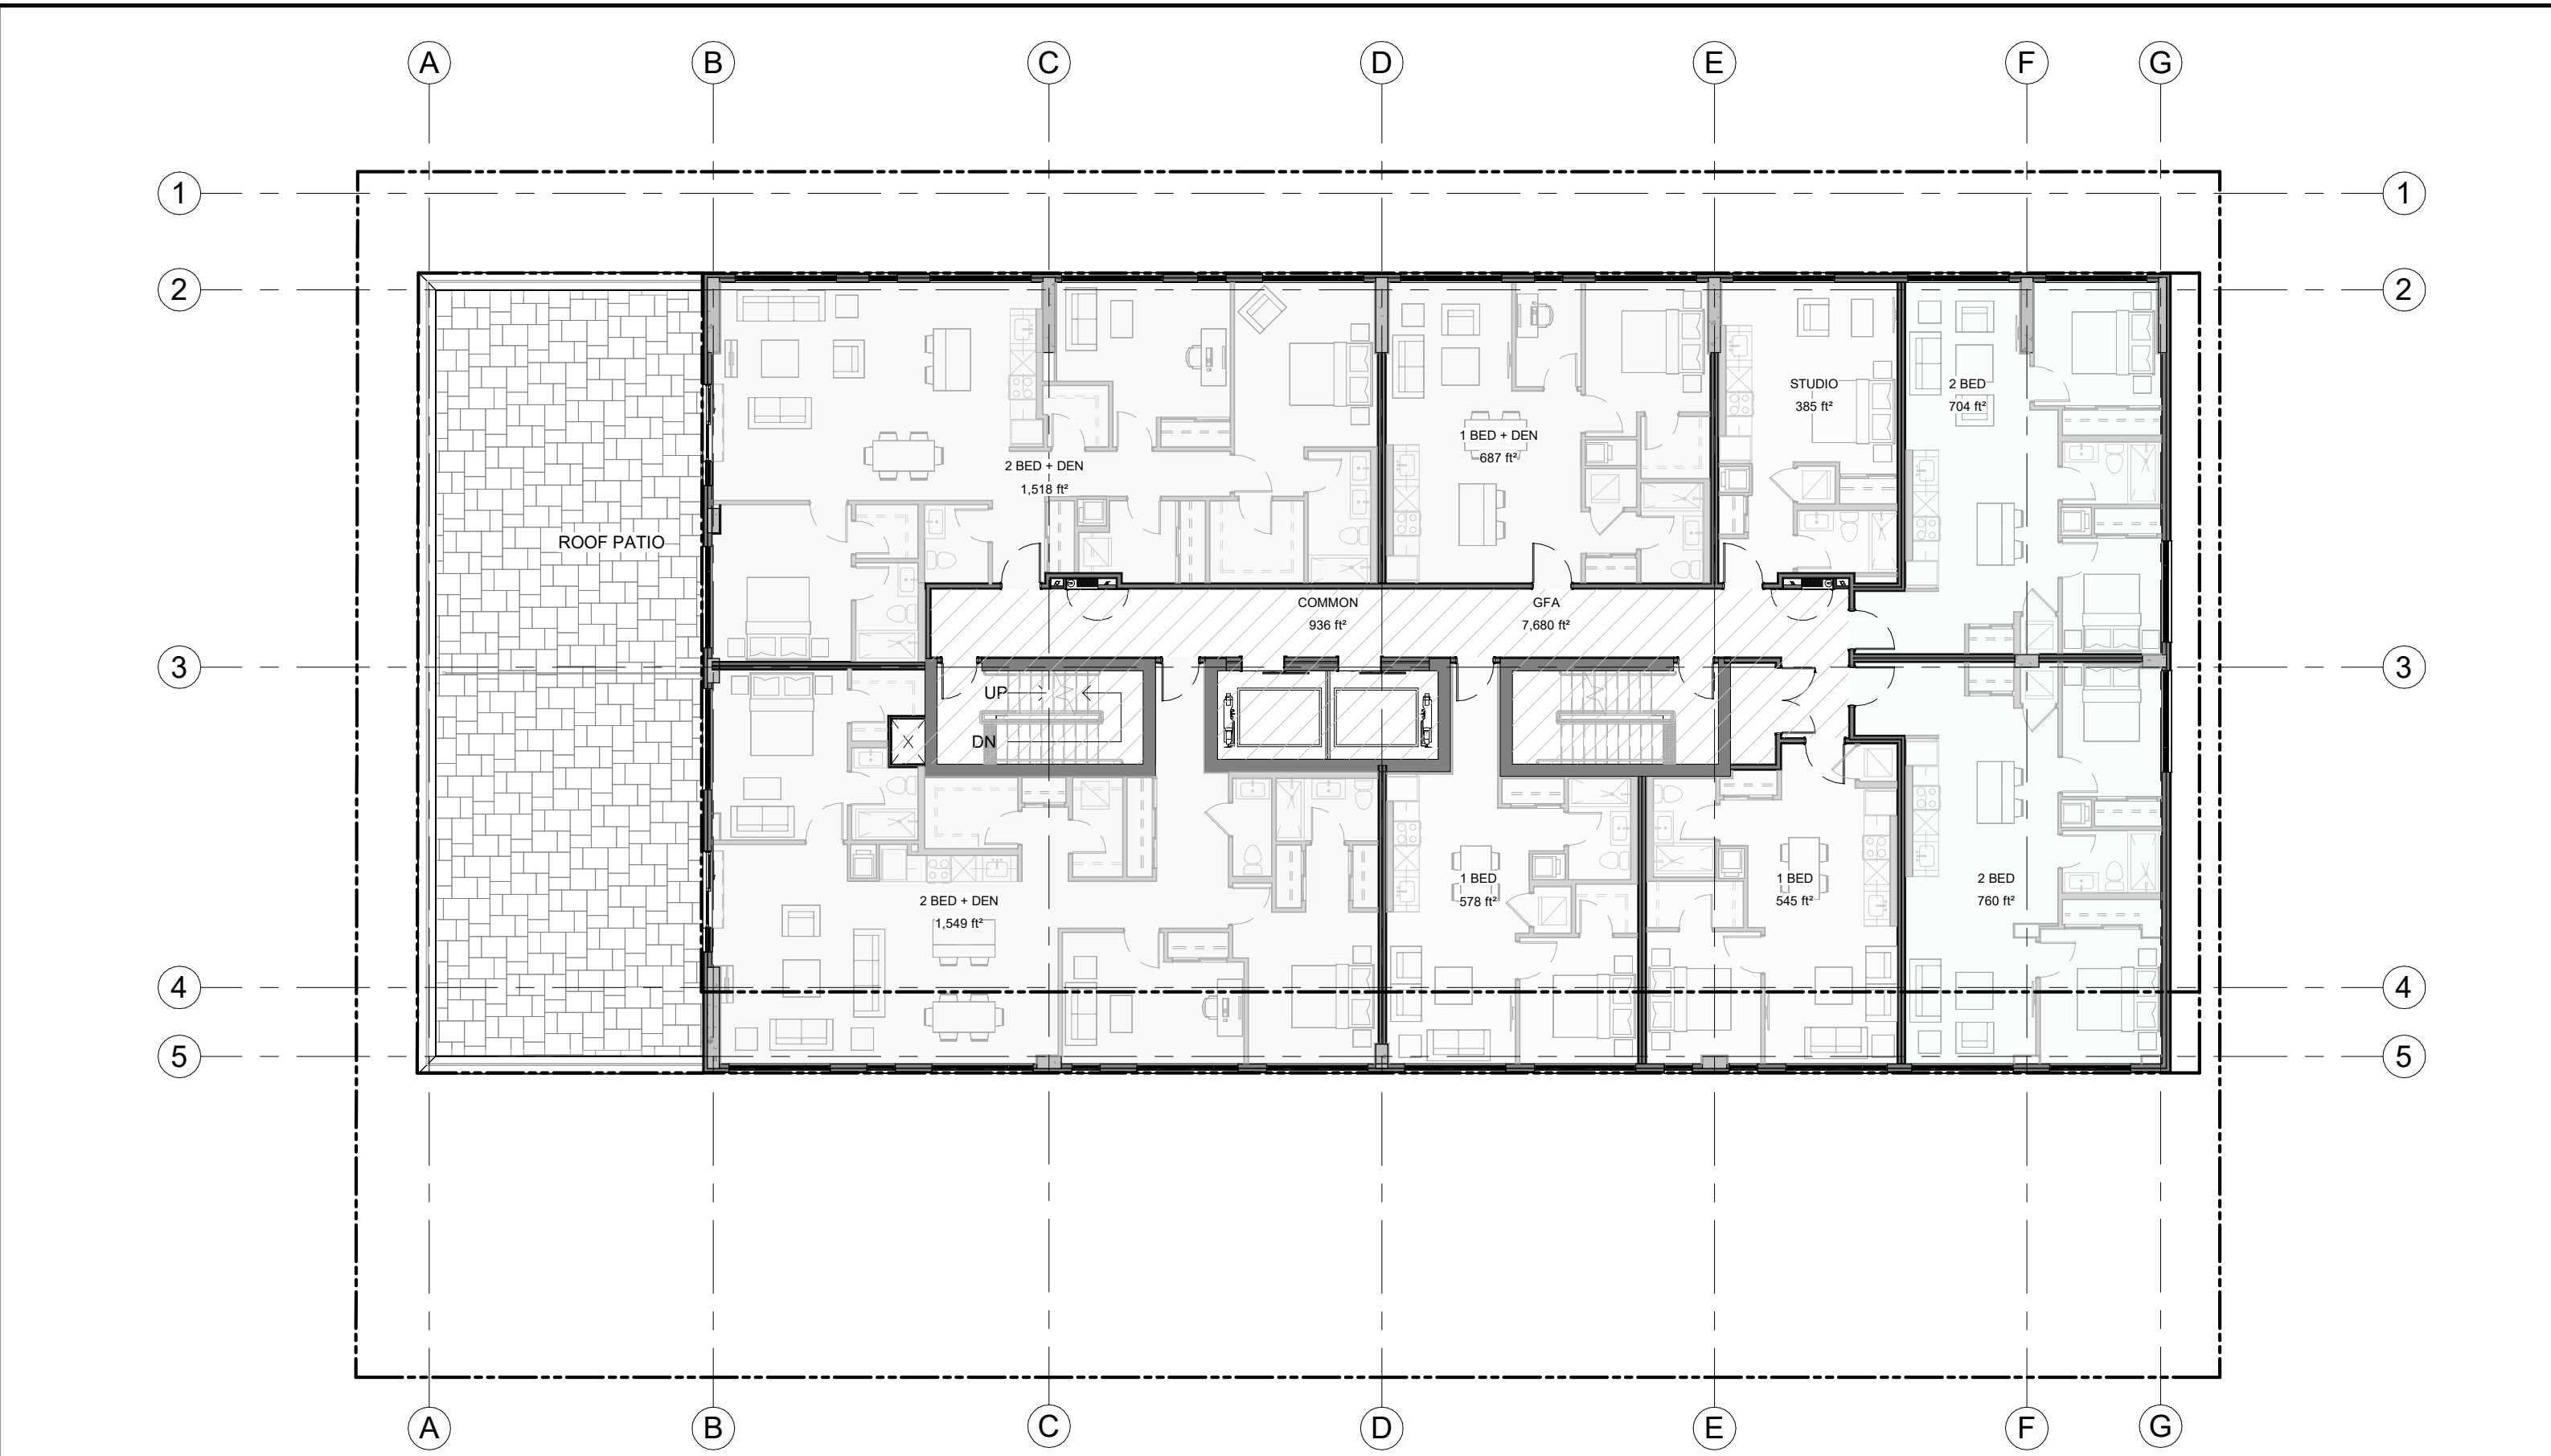 A B C D E F G
1 1
2 2
STUDIO
385 ft²
2 BED
704 ft²
1 BED + DEN
687 ft²
2 BED + DEN
1,518 ft²
ROOF PATIO
COMMON
936 ft²
GFA
7,680 ft²
3 3
UP
DN
X
1 BED
578 ft²
1 BED
545 ft²
2 BED
760 ft²
2 BED + DEN
1,549 ft²
4 4
5 5
A B C D E F G